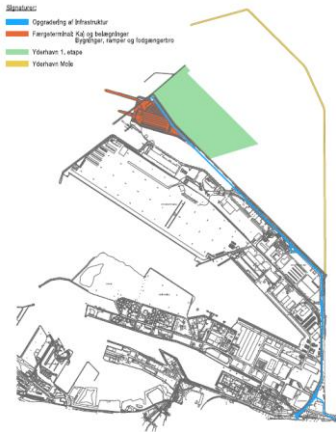 Signaturer:
Opgradering af Infrastruktur
Færgeterminal: Kaj og belægninger
Bygninger, ramper og fodgængerbro
Yderhavn 1. etape
Yderhavn Mole